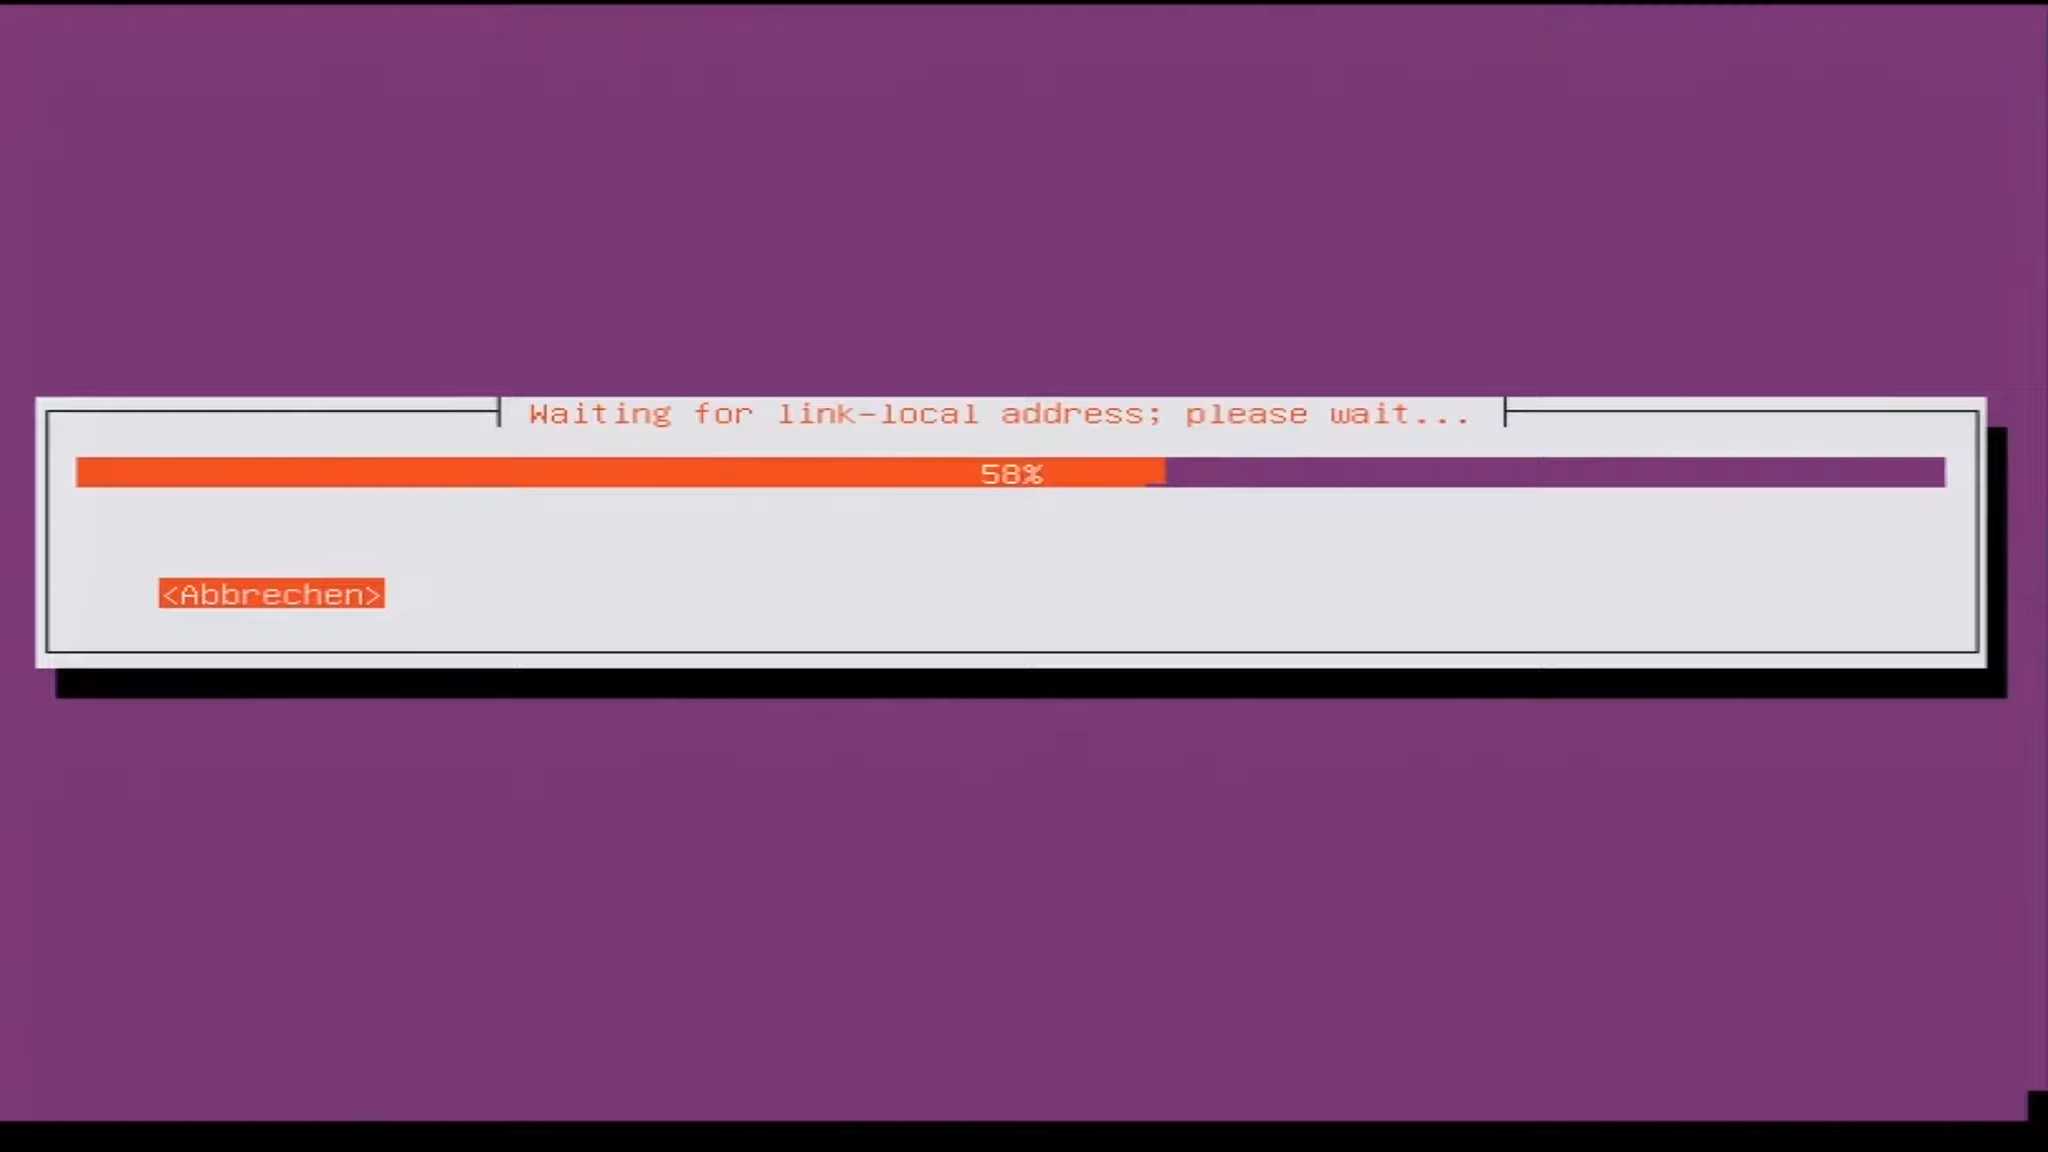 Waiting for link-local address; please wait...
58%
<Abbrechen>